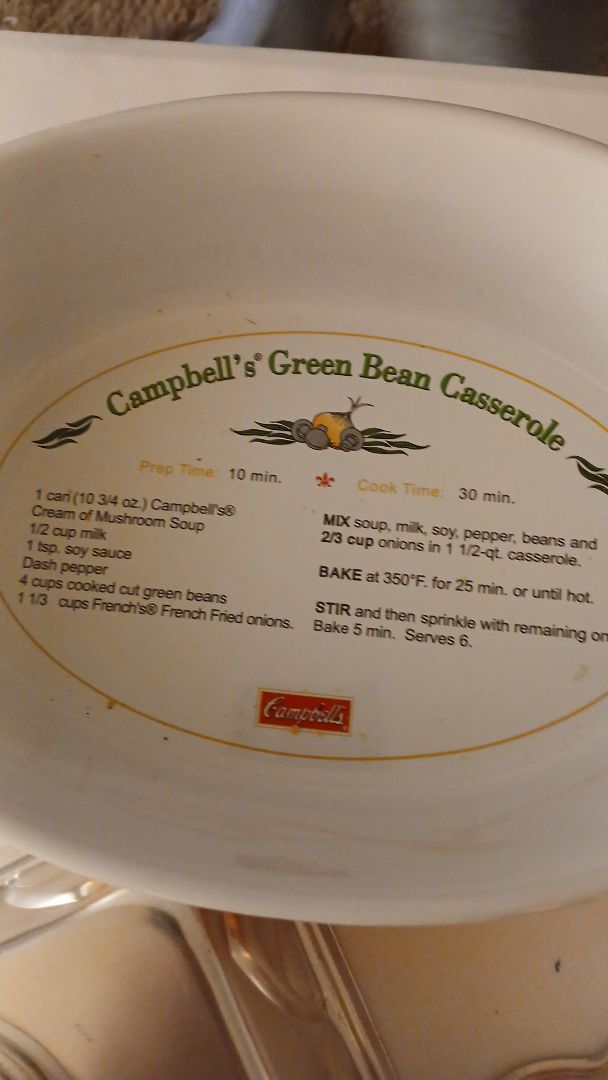 Campbell's® Green Bean Casserole
Prep Time: 10 min.
Cook Time: 30 min.
1 can (10 3/4 oz.) Campbell's®
Cream of Mushroom Soup
1/2 cup milk
1 tsp. soy sauce
Dash pepper
4 cups cooked cut green beans
1 1/3 cups French's® French Fried onions.
MIX soup, milk, soy, pepper, beans and
2/3 cup onions in 1 1/2-qt. casserole.
BAKE at 350°F. for 25 min. or until hot.
STIR and then sprinkle with remaining on
Bake 5 min. Serves 6.
Campbell's